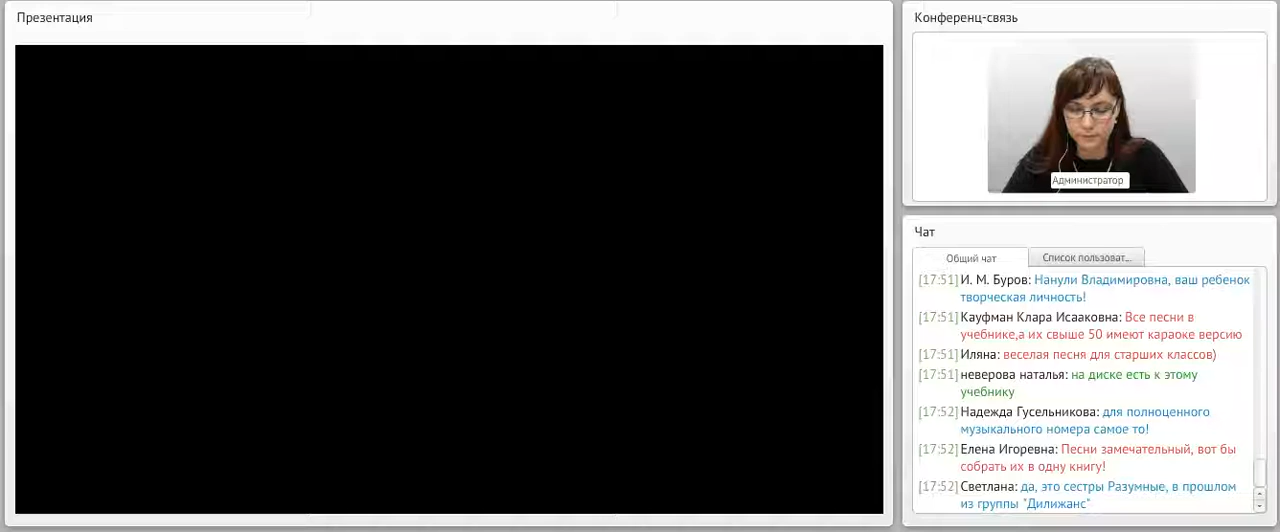 Презентация
Конференц-связь
Администратор
Чат
Общий чат
Список пользоват...
[17:51] И. М. Буров: Нанули Владимировна, ваш ребенок
творческая личность!
[17:51] Кауфман Клара Исааковна: Все песни в
учебнике,а их свыше 50 имеют караоке версию
[17:51] Иляна: веселая песня для старших классов)
[17:51] неверова наталья: на диске есть к этому
учебнику
[17:52] Надежда Гусельникова: для полноценного
музыкального номера самое то!
[17:52] Елена Игоревна: Песни замечательный, вот бы
собрать их в одну книгу!
[17:52] Светлана: да, это сестры Разумные, в прошлом
из группы "Дилижанс"